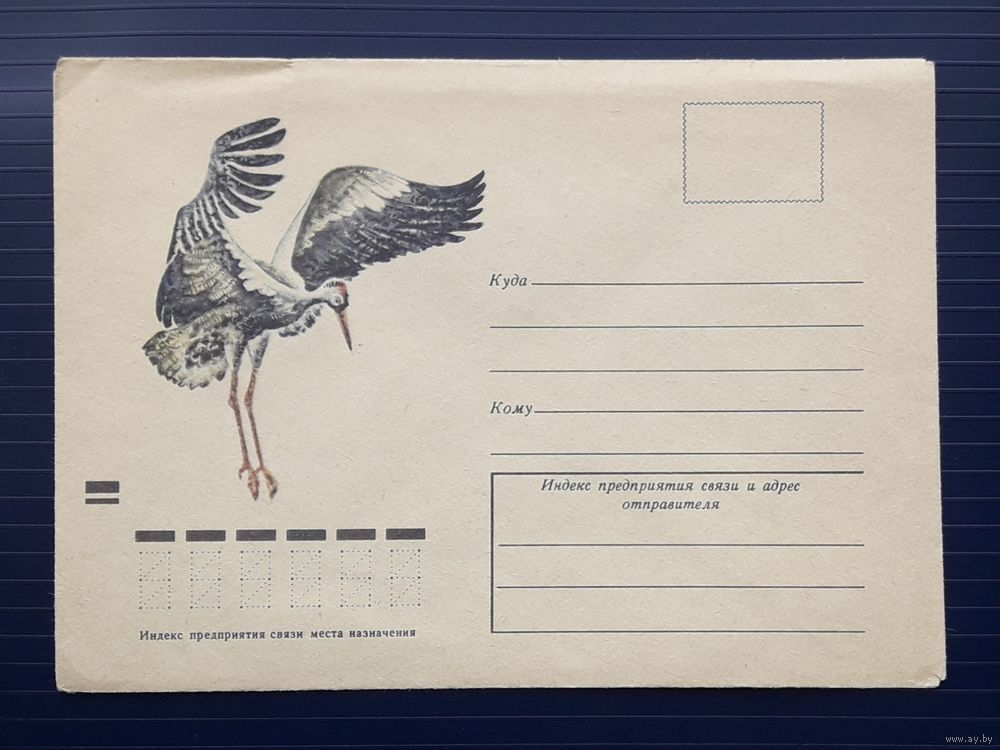 Куда
Кому
Индекс предприятия связи и адрес
отправителя
Индекс предприятия связи места назначения
www.ay.by